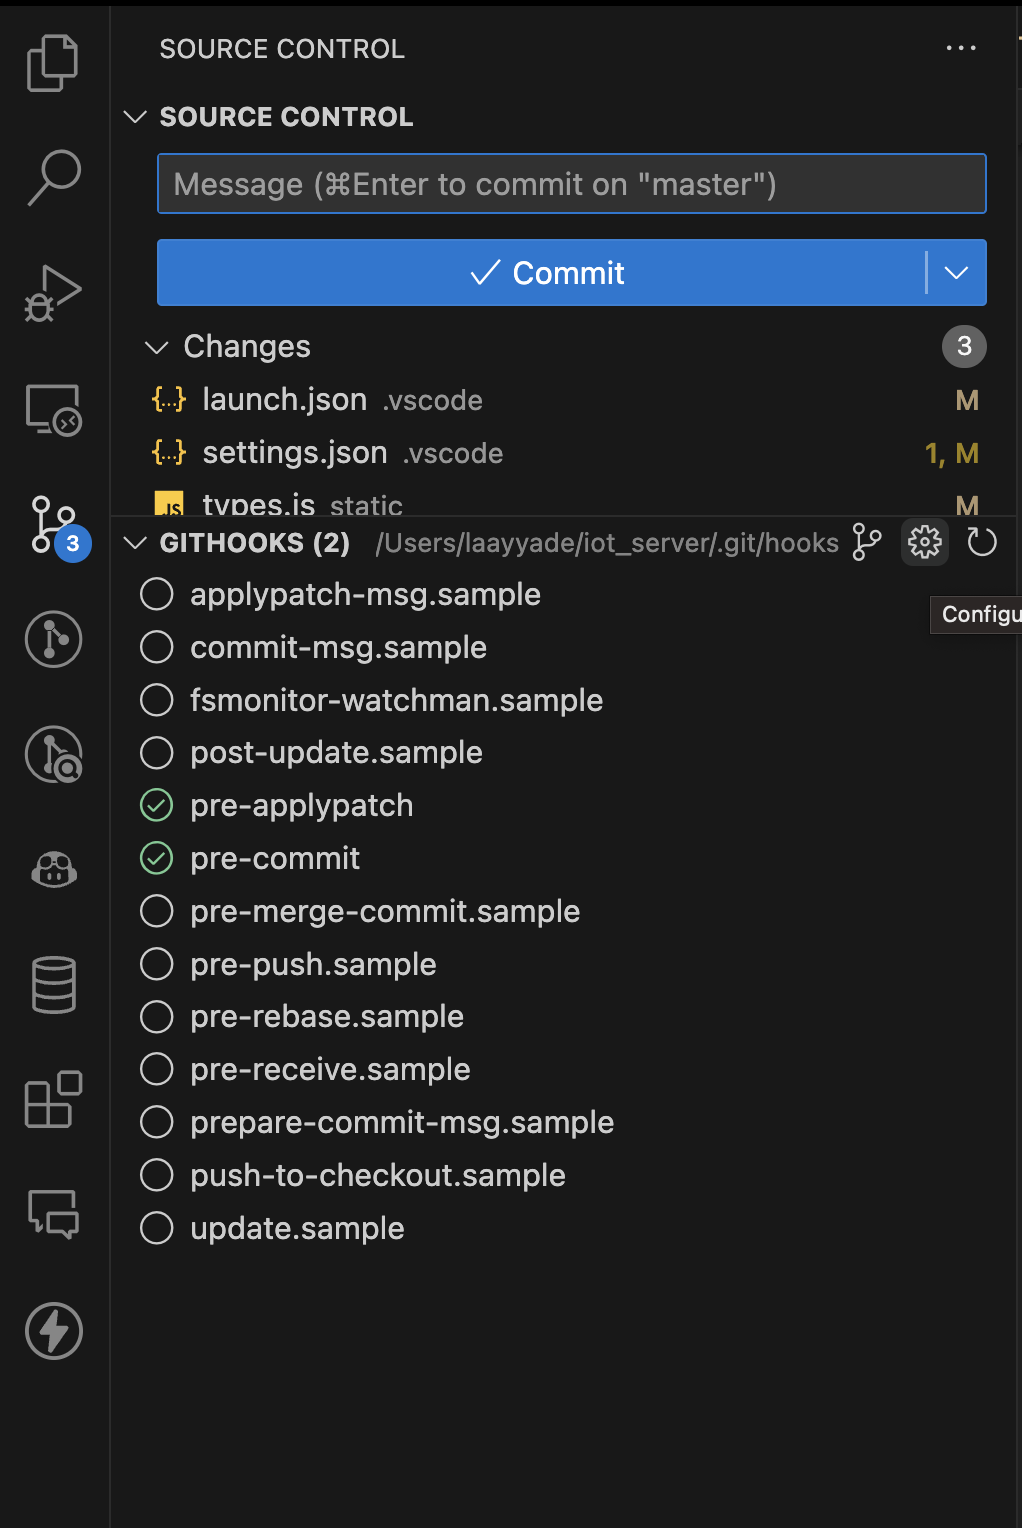 SOURCE CONTROL
SOURCE CONTROL
Message (⌘Enter to commit on "master")
Commit
Changes 3
{...} launch.json .vscode M
{...} settings.json .vscode 1, M
JS types.js static M
3
GITHOOKS (2) /Users/laayyade/iot_server/.git/hooks
applypatch-msg.sample
Configu
commit-msg.sample
fsmonitor-watchman.sample
post-update.sample
pre-applypatch
pre-commit
pre-merge-commit.sample
pre-push.sample
pre-rebase.sample
pre-receive.sample
prepare-commit-msg.sample
push-to-checkout.sample
update.sample